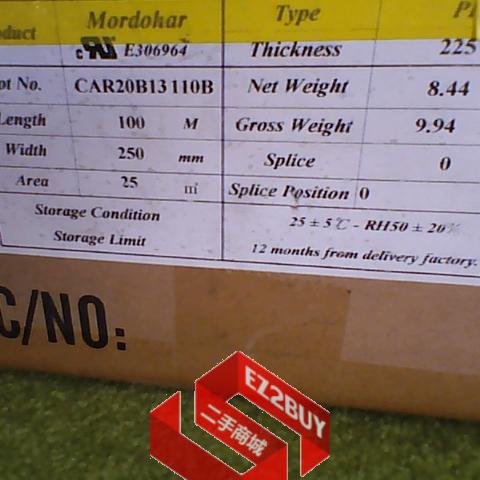 duct Mordohar Type
E306964 Thickness 225
ot No. CAR20B13110B Net Weight 8.44
Length 100 M Gross Weight 9.94
Width 250 mm Splice 0
Area 25 ㎡ Splice Position 0
Storage Condition 25 ± 5℃ - RH50 ± 20%
Storage Limit 12 months from delivery factory.
C/NO:
EZ2BUY
二手商城